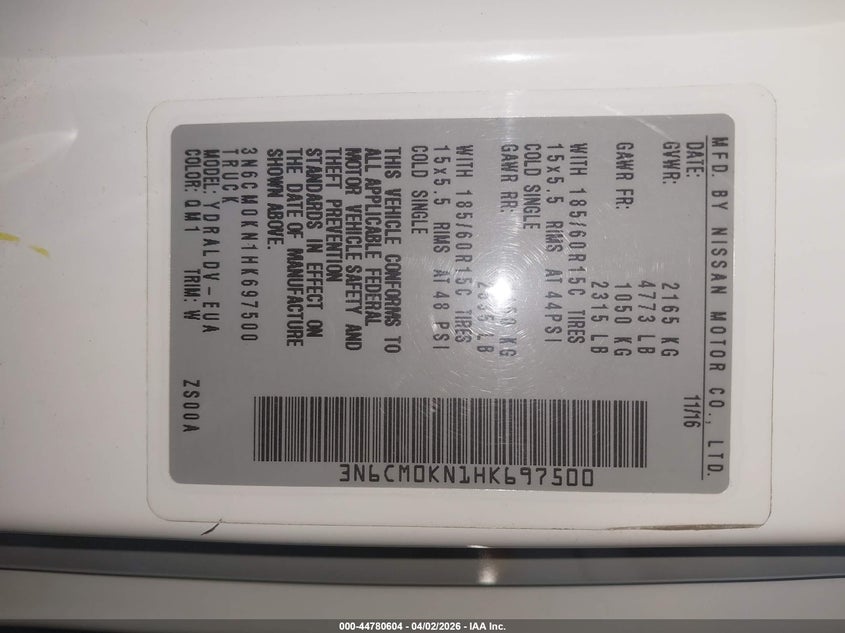 MFD. BY NISSAN MOTOR CO., LTD.
DATE: 11/16
GVWR: 2165 KG
4773 LB
GAWR FR: 1050 KG
2315 LB
WITH 185/60R15C TIRES
15x5.5 RIMS AT 44PSI
COLD SINGLE
GAWR RR: KG
LB
WITH 185/60R15C TIRES
15x5.5 RIMS AT 48 PSI
COLD SINGLE
THIS VEHICLE CONFORMS TO
ALL APPLICABLE FEDERAL
MOTOR VEHICLE SAFETY AND
THEFT PREVENTION
STANDARDS IN EFFECT ON
THE DATE OF MANUFACTURE
SHOWN ABOVE.
3N6CM0KN1HK697500
TRUCK
MODEL: YDRALDV-EUA
COLOR: QM1 TRIM: W ZS00A
3N6CM0KN1HK697500
000-44780604 - 04/02/2026 - IAA Inc.